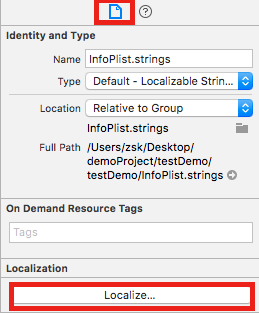 Identity and Type
Name InfoPlist.strings
Type Default - Localizable Strin...
Location Relative to Group
InfoPlist.strings
Full Path /Users/zsk/Desktop/
demoProject/testDemo/
testDemo/InfoPlist.strings
On Demand Resource Tags
Tags
Localization
Localize...